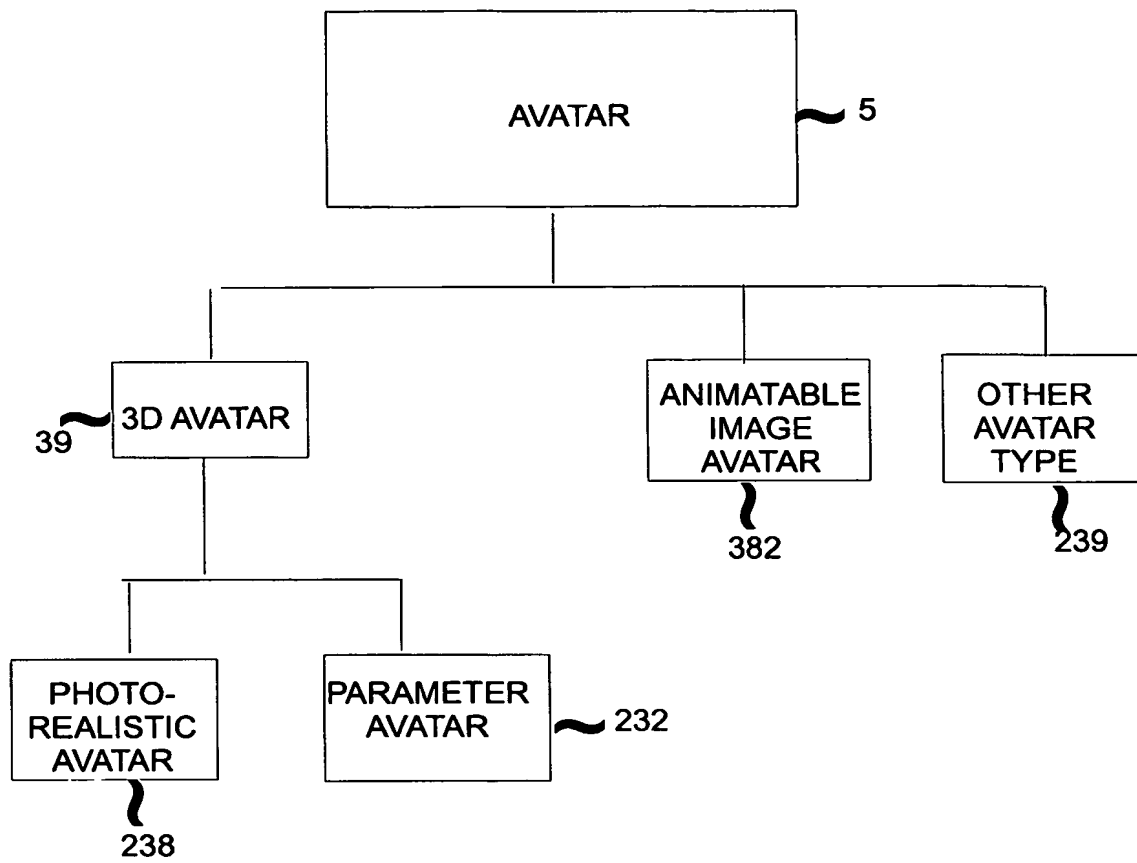 AVATAR
5
3D AVATAR
39
ANIMATABLE
IMAGE
AVATAR
382
OTHER
AVATAR
TYPE
239
PHOTO-
REALISTIC
AVATAR
238
PARAMETER
AVATAR
232